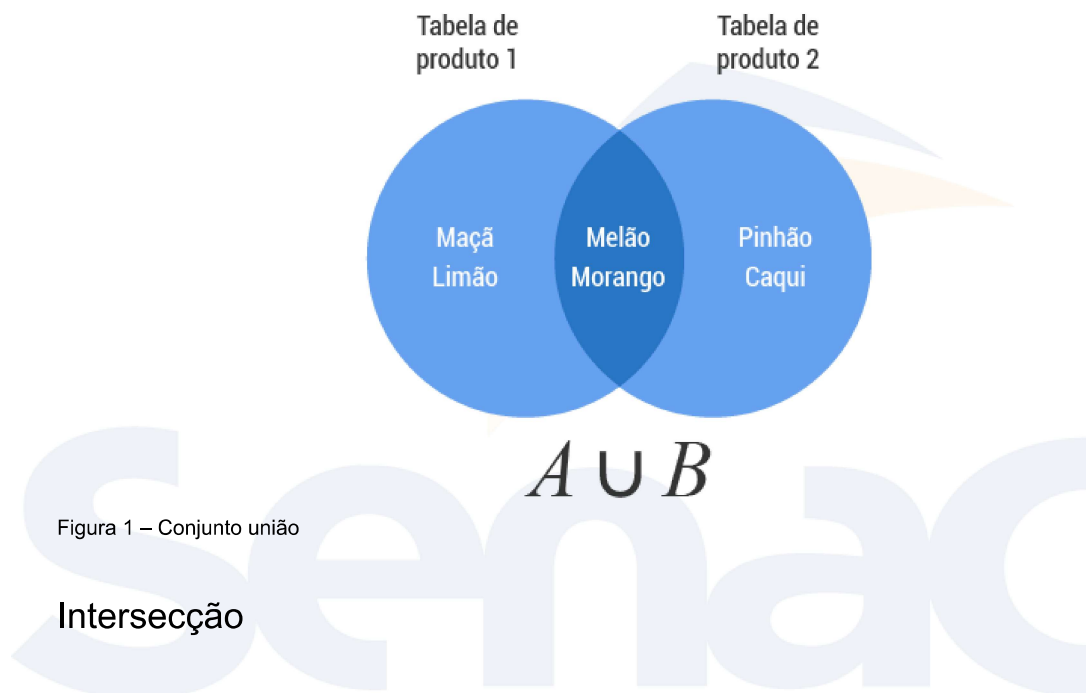 Tabela de
produto 1
Tabela de
produto 2
Maçã
Limão
Melão
Morango
Pinhão
Caqui
A ∪ B
Figura 1 – Conjunto união
Intersecção
Senac